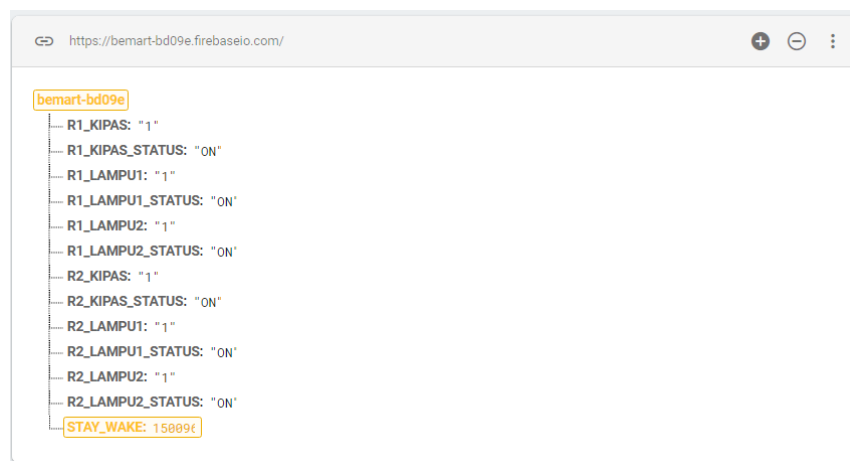 https://bemart-bd09e.firebaseio.com/
bemart-bd09e
R1_KIPAS: "1"
R1_KIPAS_STATUS: "ON"
R1_LAMPU1: "1"
R1_LAMPU1_STATUS: "ON"
R1_LAMPU2: "1"
R1_LAMPU2_STATUS: "ON"
R2_KIPAS: "1"
R2_KIPAS_STATUS: "ON"
R2_LAMPU1: "1"
R2_LAMPU1_STATUS: "ON"
R2_LAMPU2: "1"
R2_LAMPU2_STATUS: "ON"
STAY_WAKE: 150096